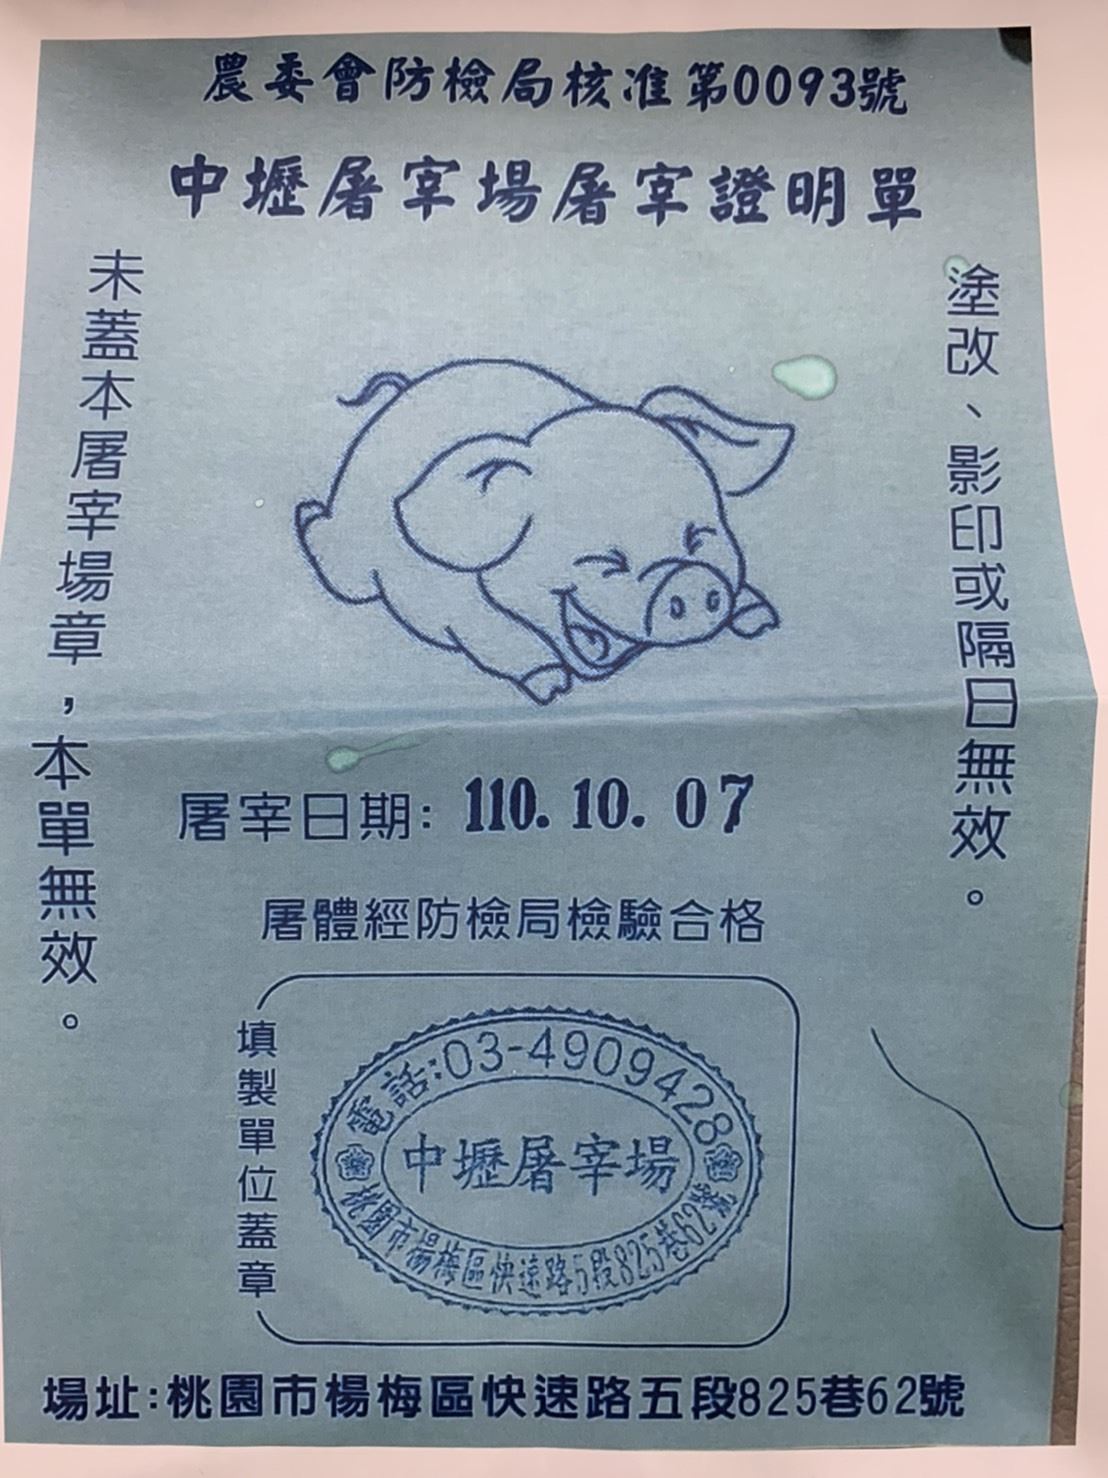 農委會防檢局核准第0093號
中壢屠宰場屠宰證明單
塗改、影印或隔日無效。
未蓋本屠宰場章，本單無效。
屠宰日期：110.10.07
屠體經防檢局檢驗合格
填製單位蓋章
電話:03-4909428
中壢屠宰場
桃園市楊梅區快速路5段825巷62號
場址:桃園市楊梅區快速路五段825巷62號